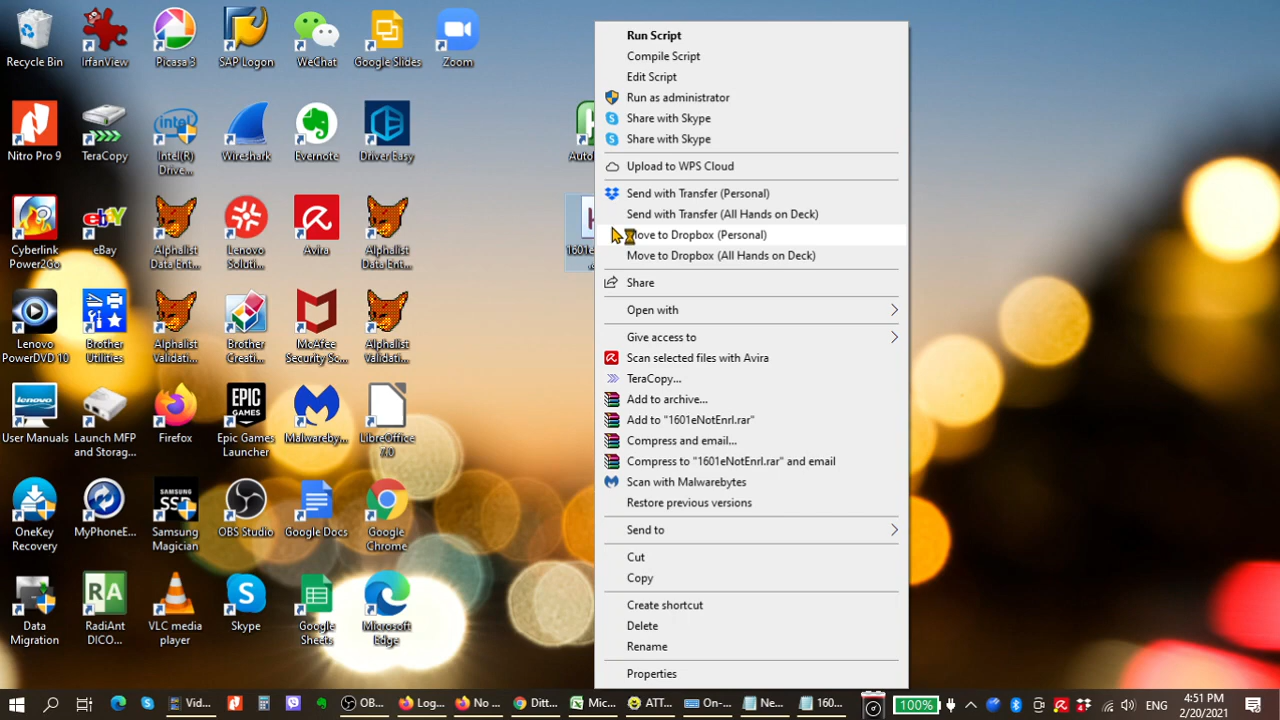 Recycle Bin
IrfanView
Picasa 3
SAP Logon
WeChat
Google Slides
Zoom
Nitro Pro 9
TeraCopy
Intel(R)
Drive...
Wireshark
Evernote
Driver Easy
Cyberlink
Power2Go
eBay
Alphalist
Data Ent...
Lenovo
Soluti...
Avira
Alphalist
Data Ent...
Lenovo
PowerDVD 10
Brother
Utilities
Alphalist
Validati...
Brother
Creati...
McAfee
Security Sc...
Alphalist
Validati...
User Manuals
Launch MFP
and Storag...
Firefox
Epic Games
Launcher
Malwareby...
LibreOffice
7.0
OneKey
Recovery
MyPhoneE...
Samsung
Magician
OBS Studio
Google Docs
Google
Chrome
Data
Migration
RadiAnt
DICO...
VLC media
player
Skype
Google
Sheets
Microsoft
Edge
Run Script
Compile Script
Edit Script
Run as administrator
Share with Skype
Share with Skype
Upload to WPS Cloud
Send with Transfer (Personal)
Send with Transfer (All Hands on Deck)
ove to Dropbox (Personal)
Move to Dropbox (All Hands on Deck)
Share
Open with
Give access to
Scan selected files with Avira
TeraCopy...
Add to archive...
Add to "1601eNotEnrl.rar"
Compress and email...
Compress to "1601eNotEnrl.rar" and email
Scan with Malwarebytes
Restore previous versions
Send to
Cut
Copy
Create shortcut
Delete
Rename
Properties
Vid...
OB...
Log...
No ...
Ditt...
Mic...
ATT...
On-...
Ne...
160...
100%
ENG
4:51 PM
2/20/2021